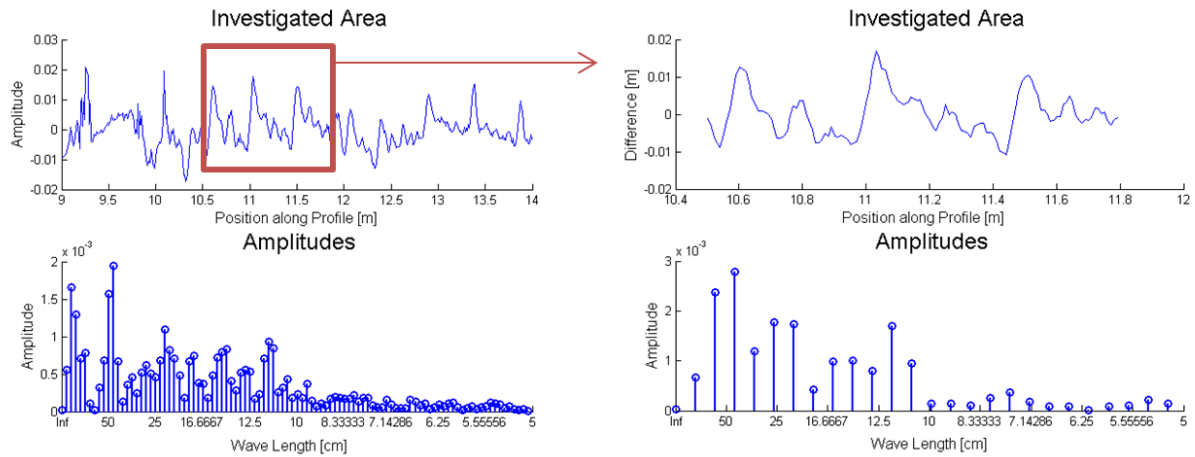 Investigated Area
Amplitude
0.03
0.02
0.01
0
-0.01
-0.02
9 9.5 10 10.5 11 11.5 12 12.5 13 13.5 14
Position along Profile [m]
Amplitudes
x 10-3
Amplitude
2
1.5
1
0.5
0
Inf 50 25 16.6667 12.5 10 8.33333 7.14286 6.25 5.55556 5
Wave Length [cm]
Investigated Area
Difference [m]
0.02
0.01
0
-0.01
-0.02
10.4 10.6 10.8 11 11.2 11.4 11.6 11.8 12
Position along Profile [m]
Amplitudes
x 10-3
Amplitude
3
2
1
0
Inf 50 25 16.6667 12.5 10 8.33333 7.14286 6.25 5.55556 5
Wave Length [cm]